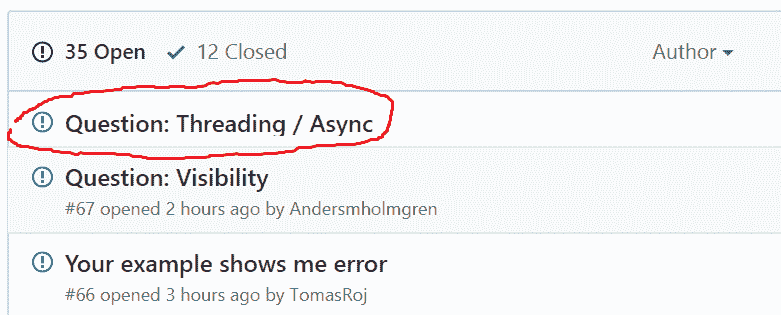 35 Open 12 Closed Author
Question: Threading / Async
Question: Visibility
#67 opened 2 hours ago by Andersmholmgren
Your example shows me error
#66 opened 3 hours ago by TomasRoj